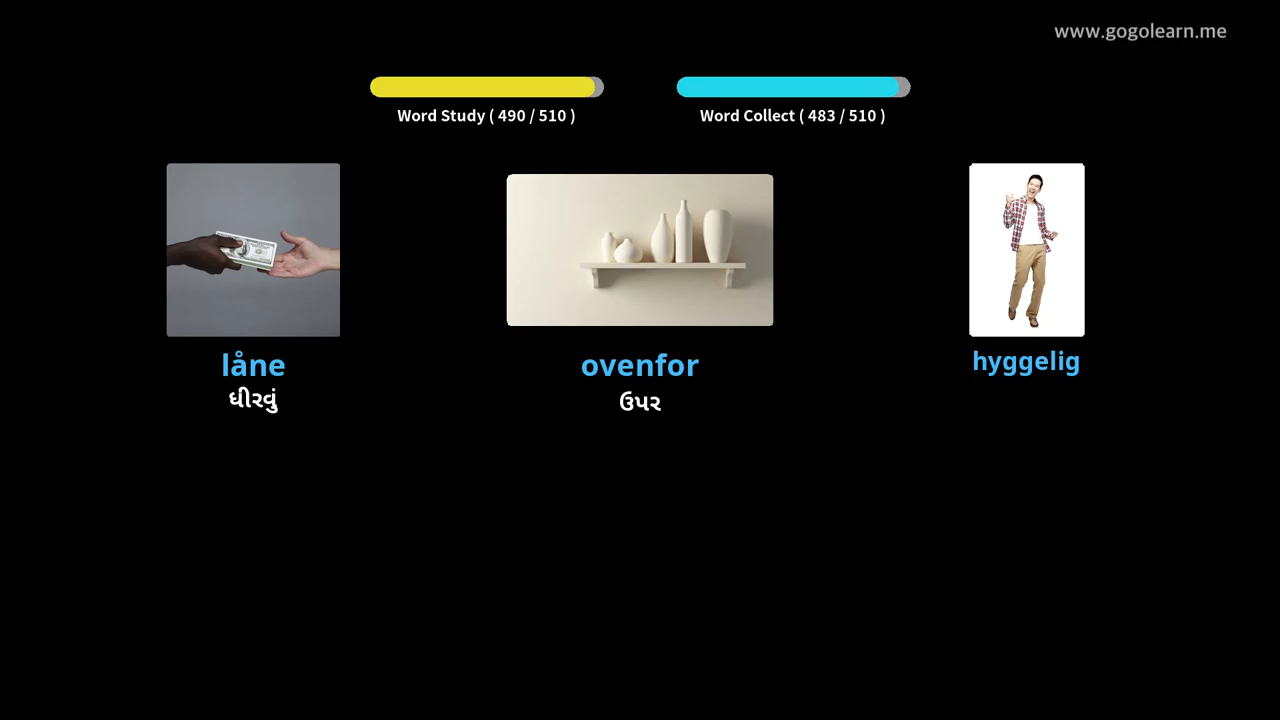 www.gogolearn.me
Word Study ( 490 / 510 )
Word Collect ( 483 / 510 )
låne
ધીરવું
ovenfor
ઉપર
hyggelig